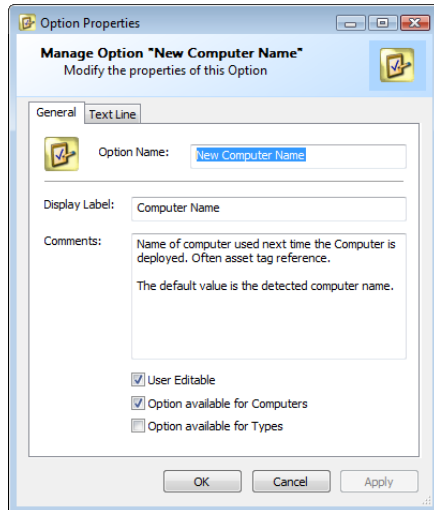 Option Properties
Manage Option "New Computer Name"
Modify the properties of this Option
General
Text Line
Option Name:
New Computer Name
Display Label:
Computer Name
Comments:
Name of computer used next time the Computer is
deployed. Often asset tag reference.
The default value is the detected computer name.
User Editable
Option available for Computers
Option available for Types
OK
Cancel
Apply